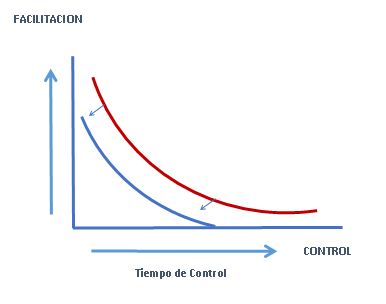 FACILITACION
CONTROL
Tiempo de Control